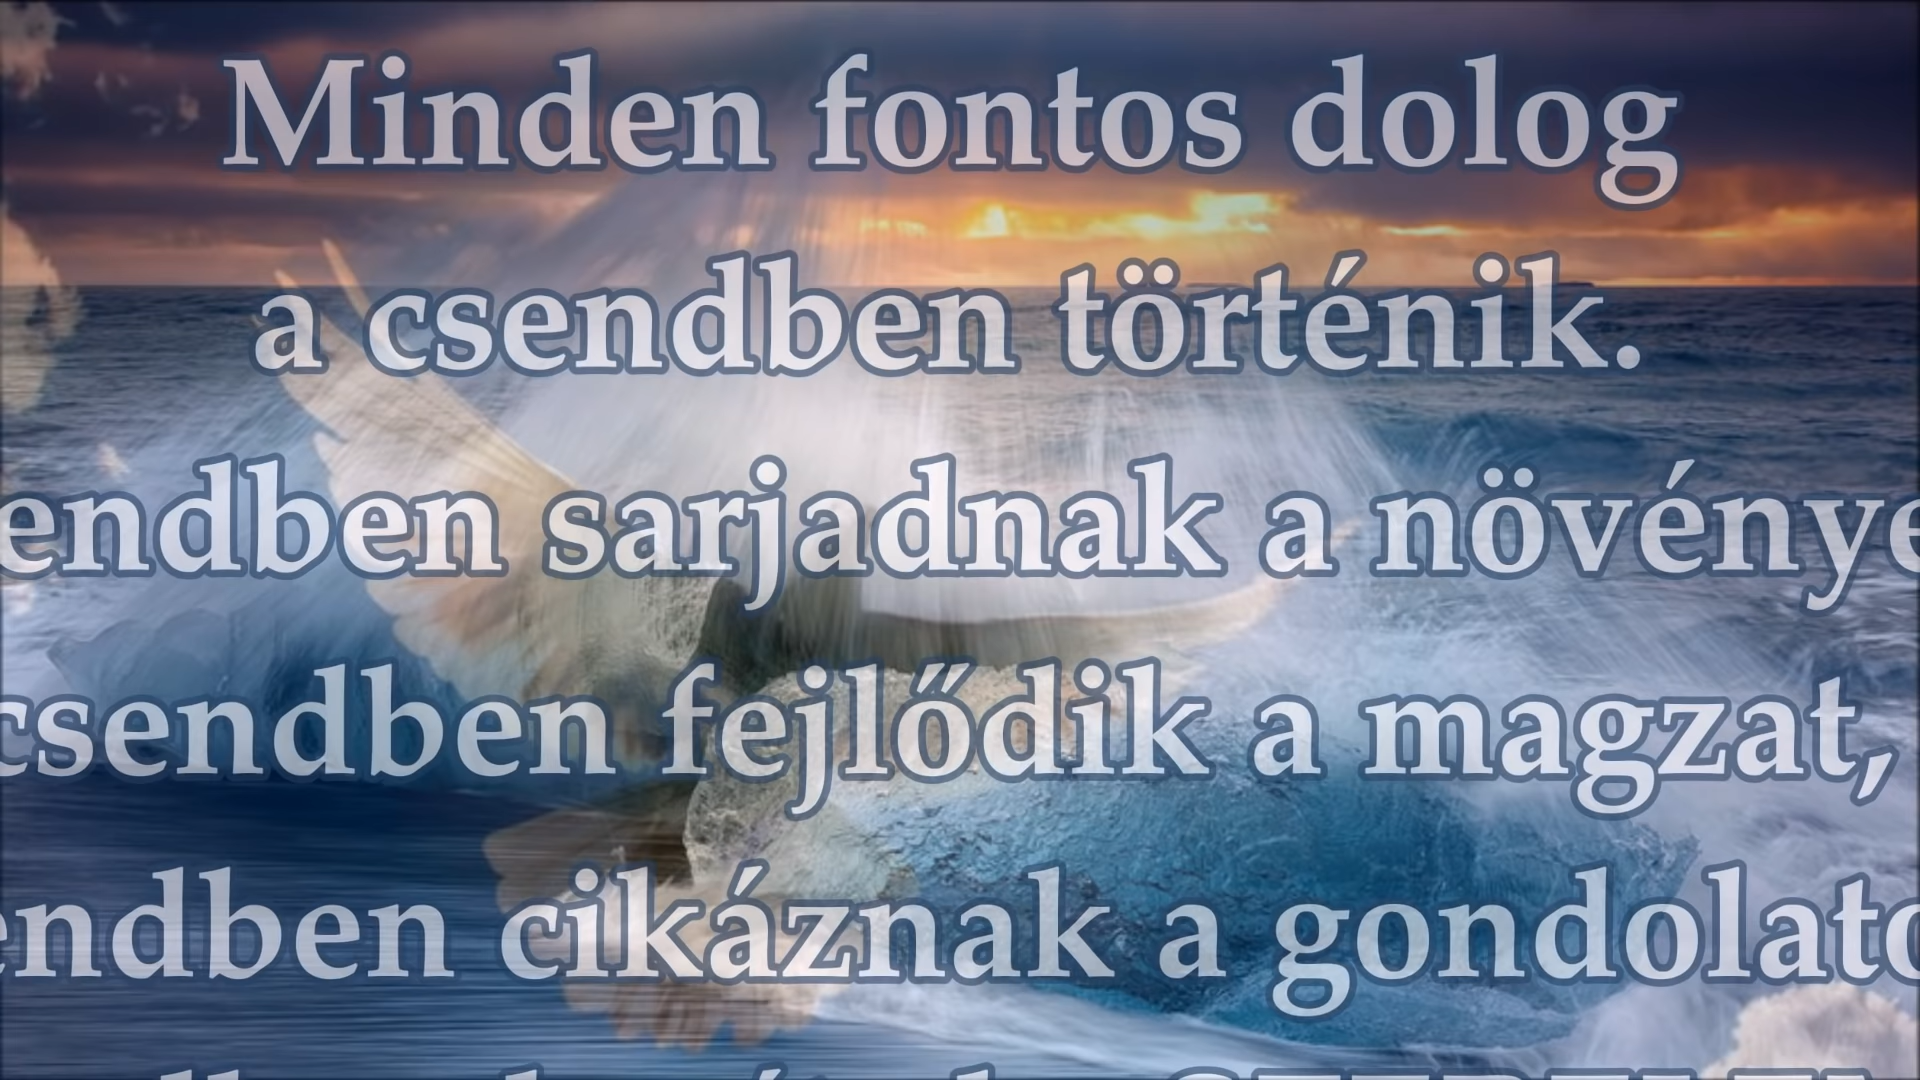 Minden fontos dolog
a csendben történik.
endben sarjadnak a növénye
csendben fejlődik a magzat,
endben cikáznak a gondolato